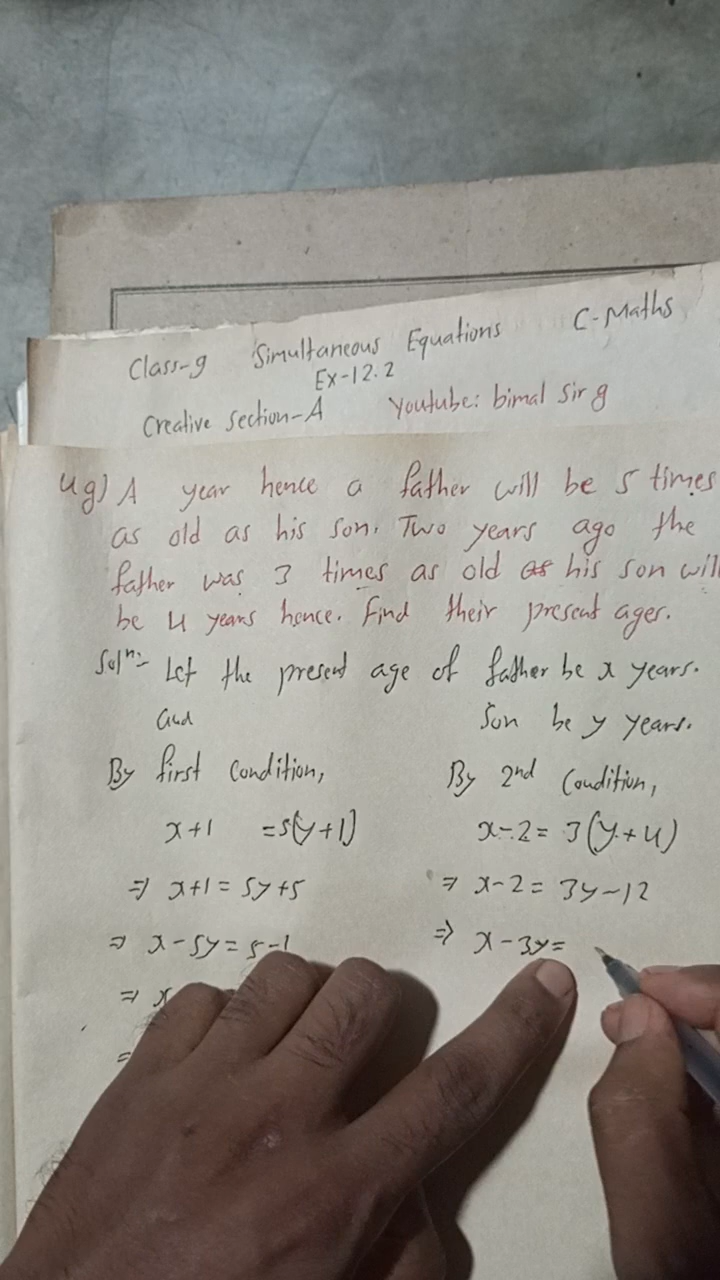 Class-9 Simultaneous Equations C-Maths
Ex-12.2
Creative Section-A Youtube: bimal Sir g
4g) A year hence a father will be 5 times
as old as his son. Two years ago the
father was 3 times as old as his son will
be 4 years hence. Find their present ages.
Solⁿ:- Let the present age of father be x years.
and Son be y years.
By first Condition,
x+1 =5(y+1)
⇒ x+1 = 5y+5
⇒ x-5y = 5-1
⇒ x
=
By 2nd Condition,
x-2= 3(y+4)
⇒ x-2 = 3y-12
⇒ x-3y=